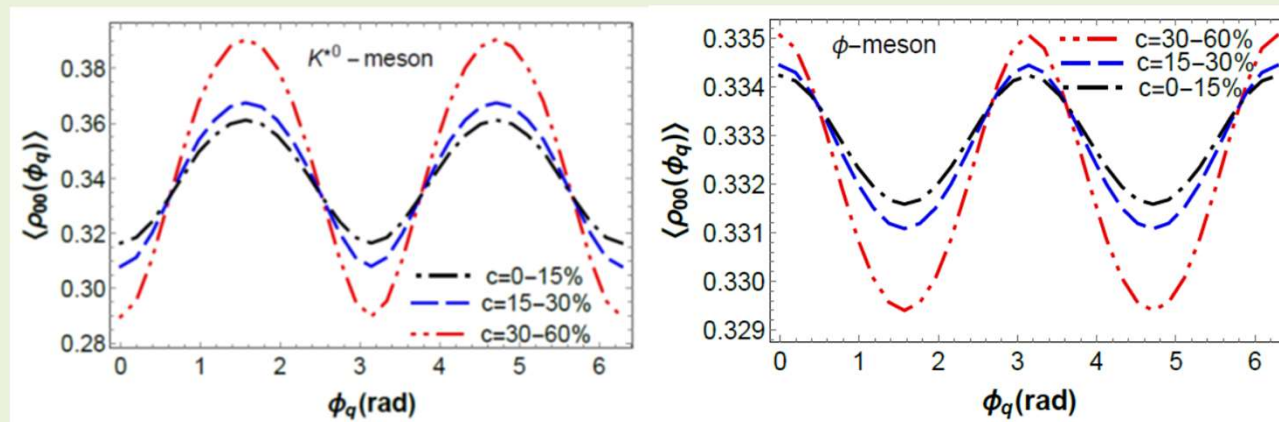 ⟨ρ00(ϕq)⟩
0.38
0.36
0.34
0.32
0.30
0.28
K*0 – meson
c=0–15%
c=15–30%
c=30–60%
0 1 2 3 4 5 6
ϕq(rad)
⟨ρ00(ϕq)⟩
0.335
0.334
0.333
0.332
0.331
0.330
0.329
ϕ–meson
c=30–60%
c=15–30%
c=0–15%
0 1 2 3 4 5 6
ϕq(rad)